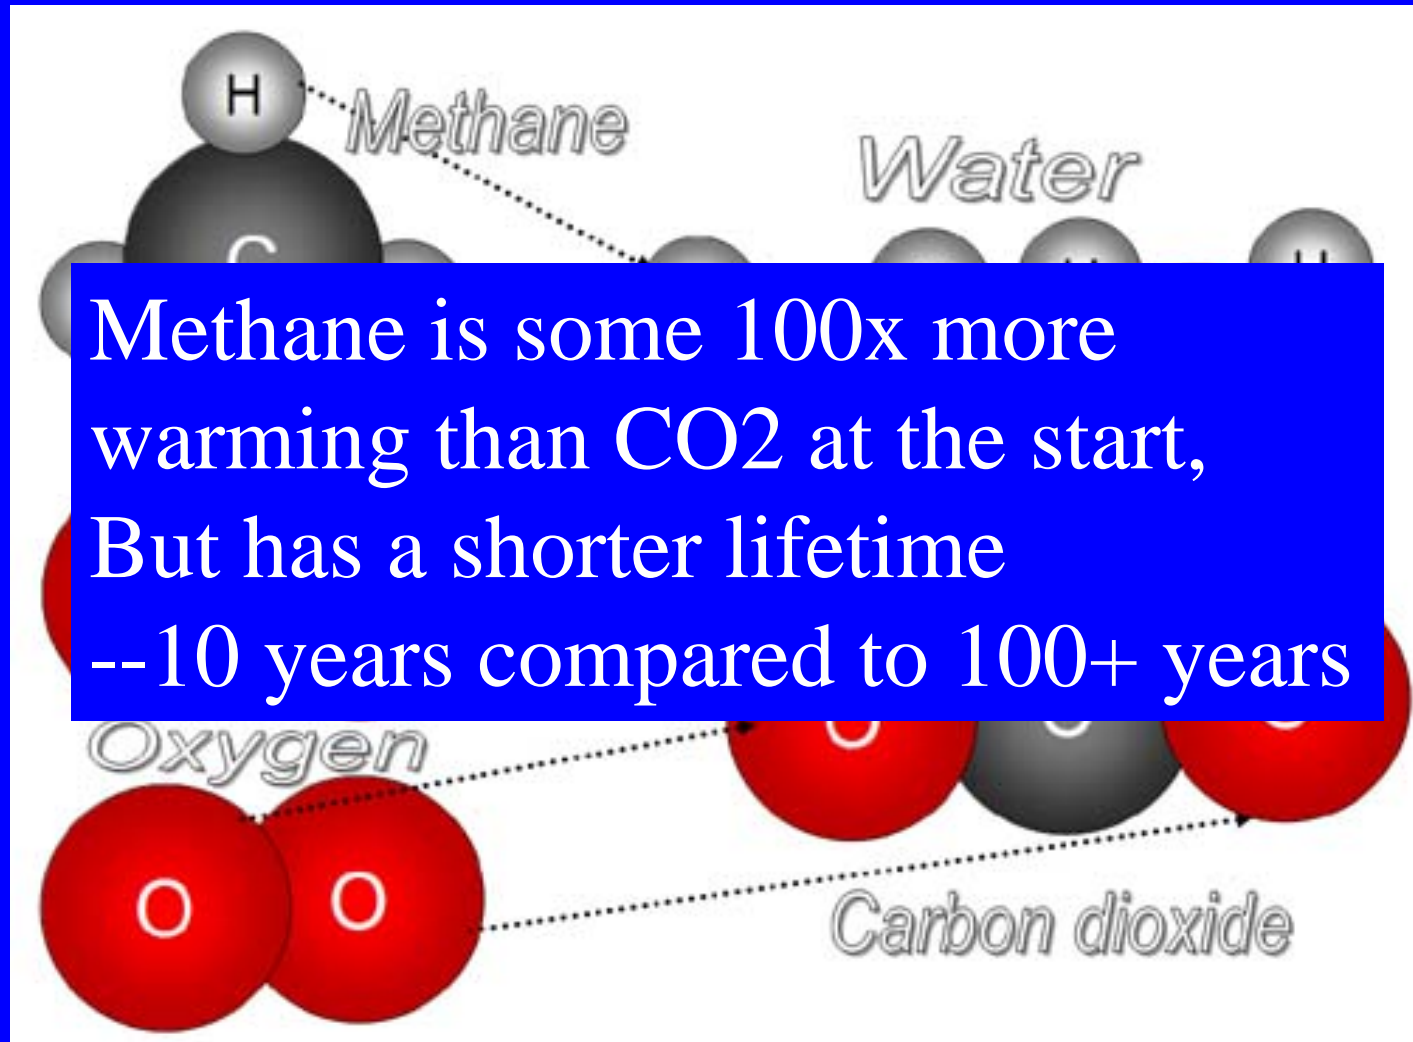 H
Methane
Water
C
H
H
Methane is some 100x more
warming than CO2 at the start,
But has a shorter lifetime
--10 years compared to 100+ years
Oxygen
O
O
O
O
Carbon dioxide